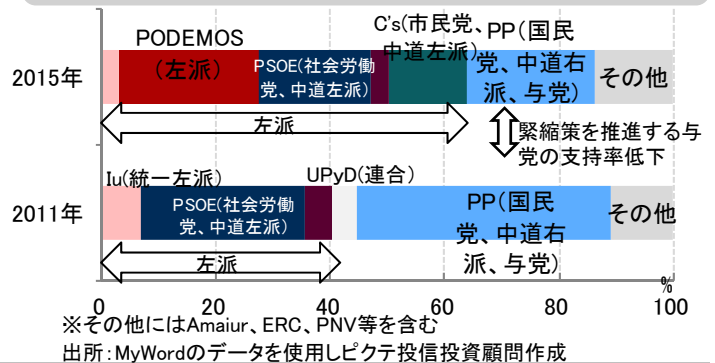 C's(市民党、
中道左派)
PODEMOS
(左派)
PSOE(社会労働
党、中道左派)
PP(国民
党、中道右
派、与党)
2015年
その他
左派
緊縮策を推進する与
党の支持率低下
Iu(統一左派)
UPyD(連合)
2011年
PSOE(社会労働
党、中道左派)
PP(国民
党、中道右
派、与党)
その他
左派
%
0 20 40 60 80 100
※その他にはAmaiur、ERC、PNV等を含む
出所：MyWordのデータを使用しピクテ投信投資顧問作成